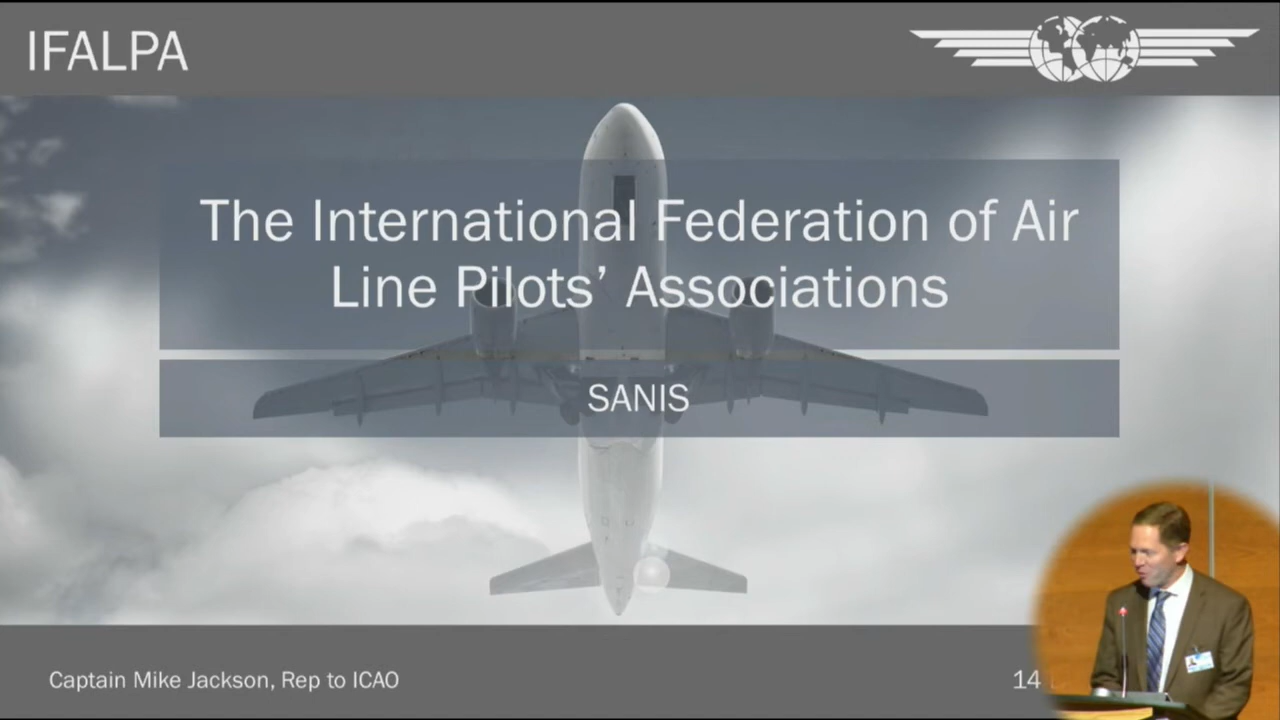 IFALPA
The International Federation of Air
Line Pilots’ Associations
SANIS
Captain Mike Jackson, Rep to ICAO
14